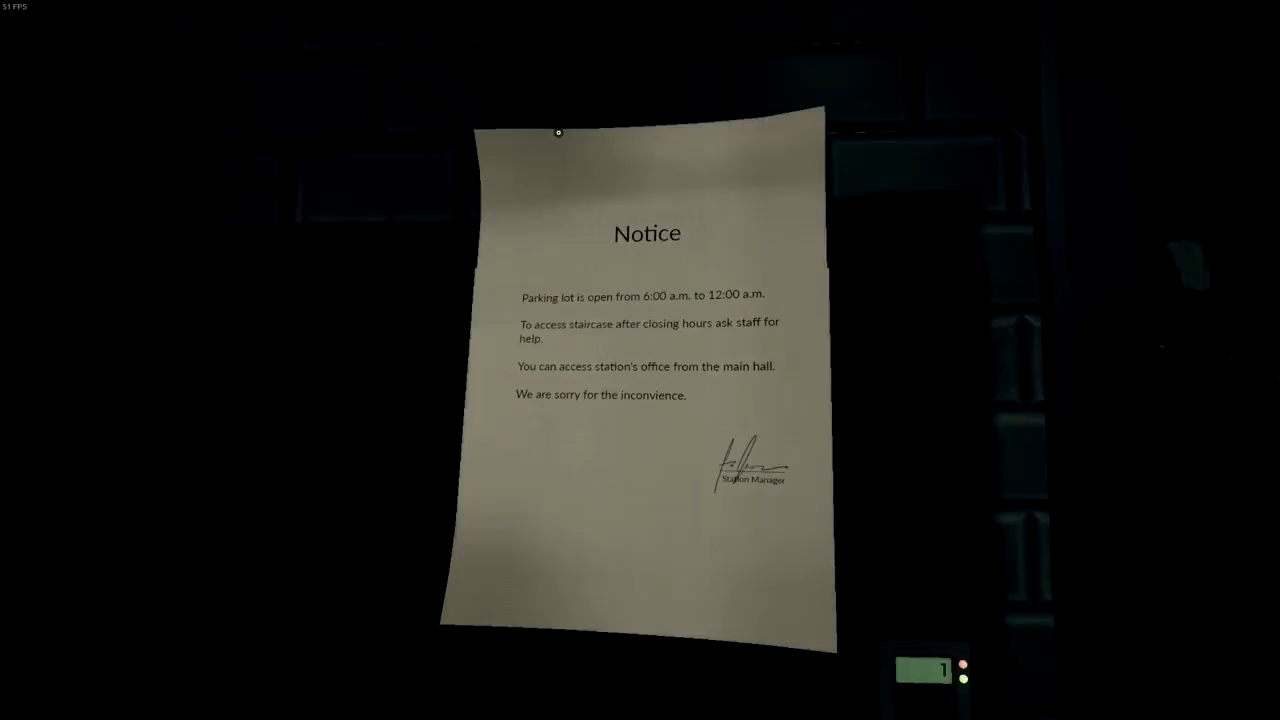 51 FPS
Notice
Parking lot is open from 6:00 a.m. to 12:00 a.m.
To access staircase after closing hours ask staff for
help.
You can access station's office from the main hall.
We are sorry for the inconvience.
Station Manager
1